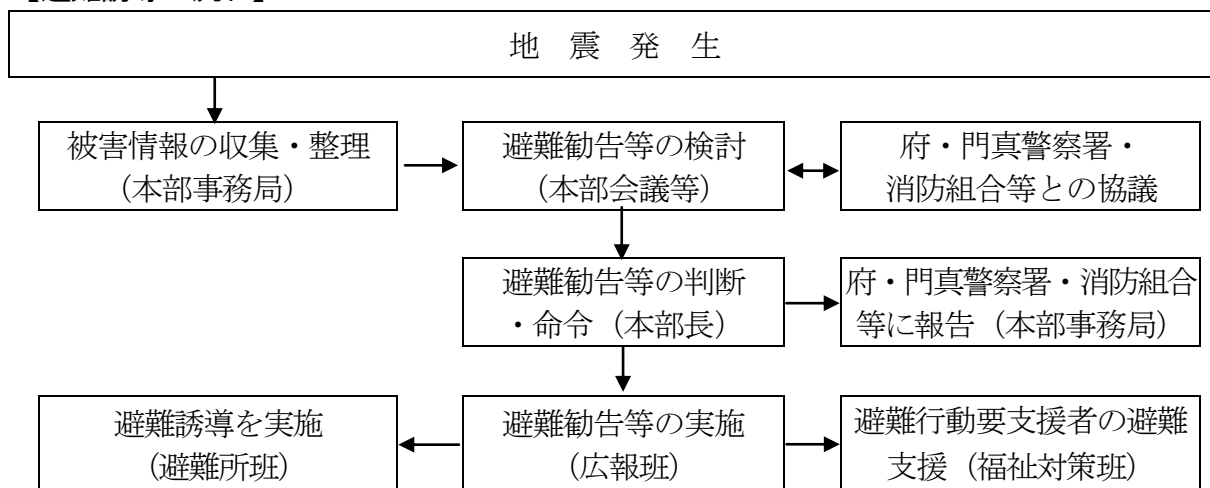 地 震 発 生
被害情報の収集・整理
(本部事務局)
避難勧告等の検討
(本部会議等)
府・門真警察署・
消防組合等との協議
避難勧告等の判断
・命令（本部長）
府・門真警察署・消防組合
等に報告（本部事務局）
避難誘導を実施
(避難所班)
避難勧告等の実施
(広報班)
避難行動要支援者の避難
支援（福祉対策班）